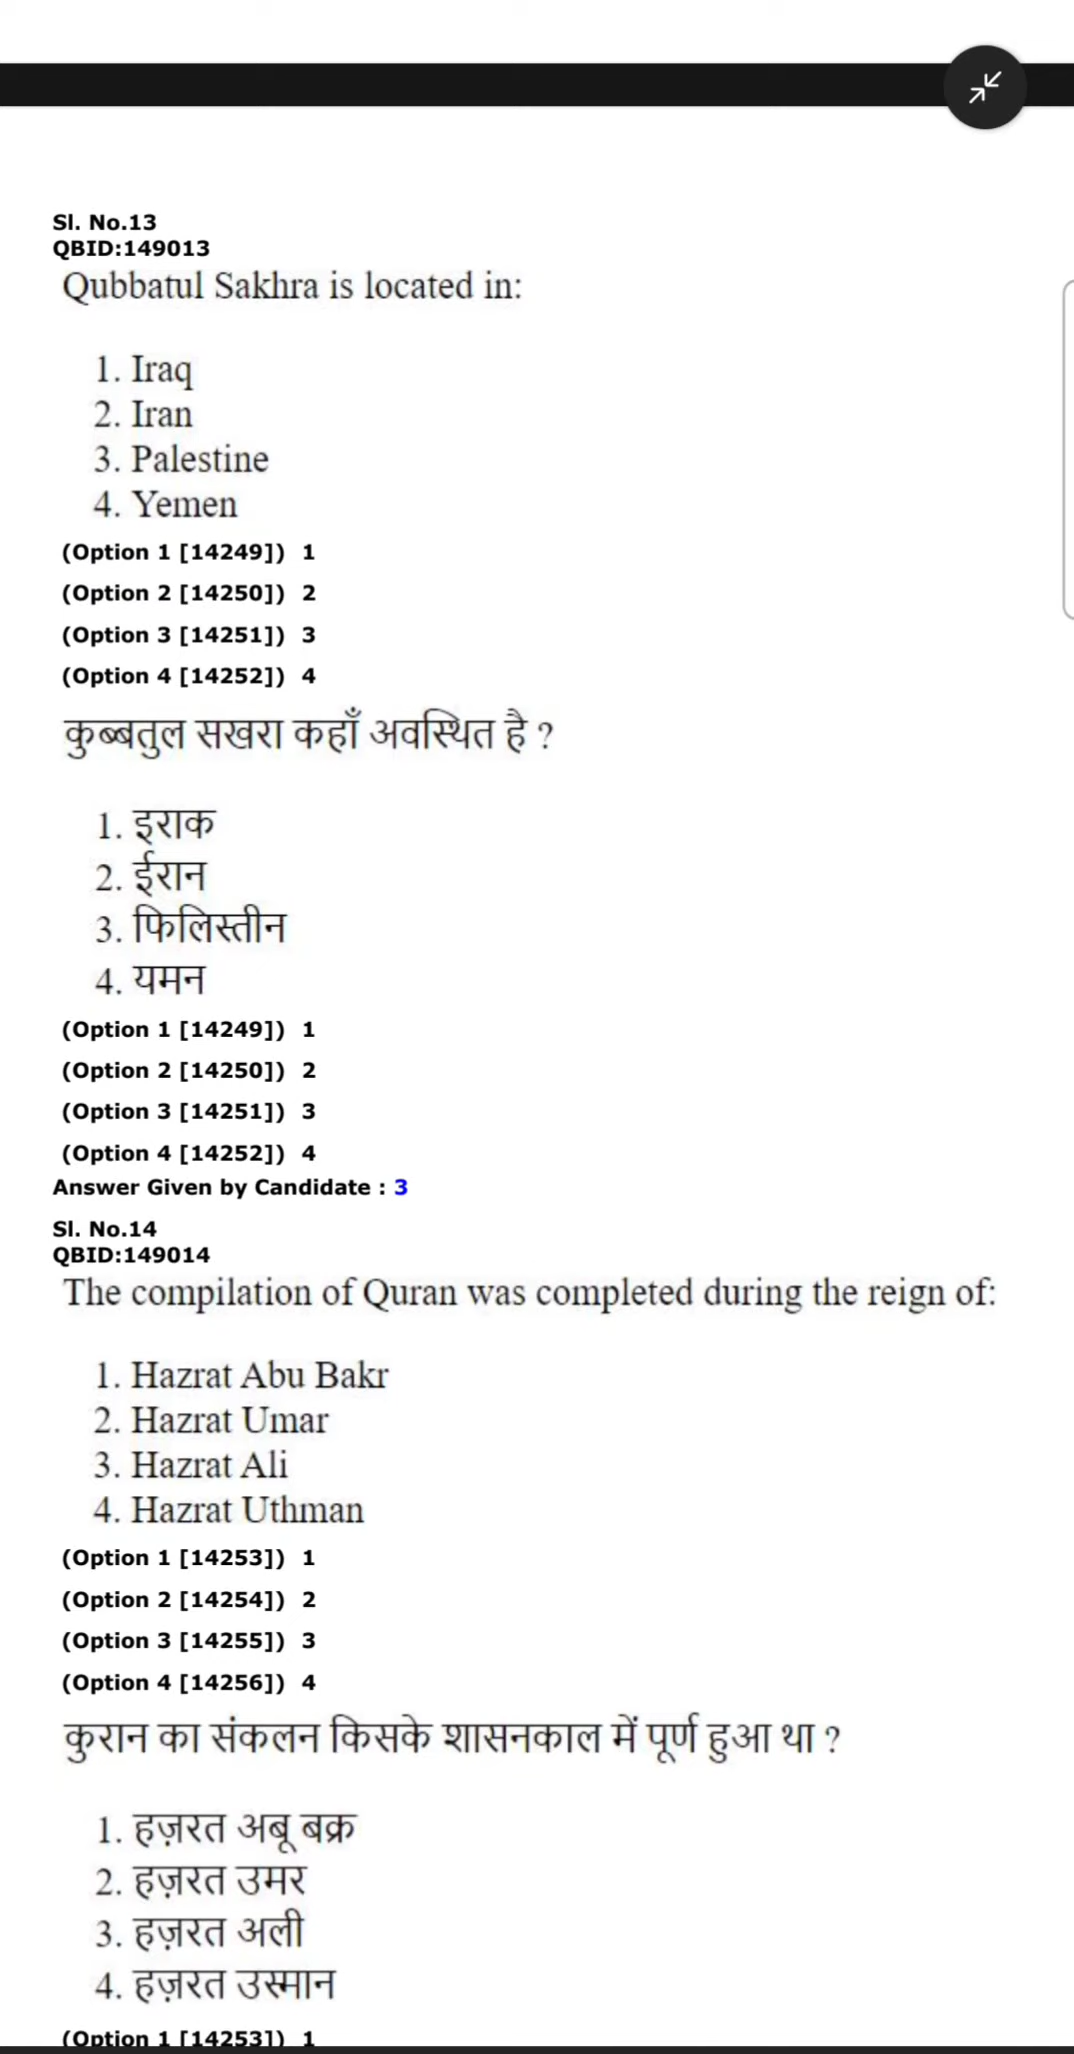 Sl. No.13
QBID:149013
Qubbatul Sakhra is located in:
1. Iraq
2. Iran
3. Palestine
4. Yemen
(Option 1 [14249]) 1
(Option 2 [14250]) 2
(Option 3 [14251]) 3
(Option 4 [14252]) 4
कुब्बतुल सखरा कहाँ अवस्थित है ?
1. इराक
2. ईरान
3. फिलिस्तीन
4. यमन
(Option 1 [14249]) 1
(Option 2 [14250]) 2
(Option 3 [14251]) 3
(Option 4 [14252]) 4
Answer Given by Candidate : 3
Sl. No.14
QBID:149014
The compilation of Quran was completed during the reign of:
1. Hazrat Abu Bakr
2. Hazrat Umar
3. Hazrat Ali
4. Hazrat Uthman
(Option 1 [14253]) 1
(Option 2 [14254]) 2
(Option 3 [14255]) 3
(Option 4 [14256]) 4
कुरान का संकलन किसके शासनकाल में पूर्ण हुआ था ?
1. हज़रत अबू बक्र
2. हज़रत उमर
3. हज़रत अली
4. हज़रत उस्मान
(Option 1 [14253]) 1